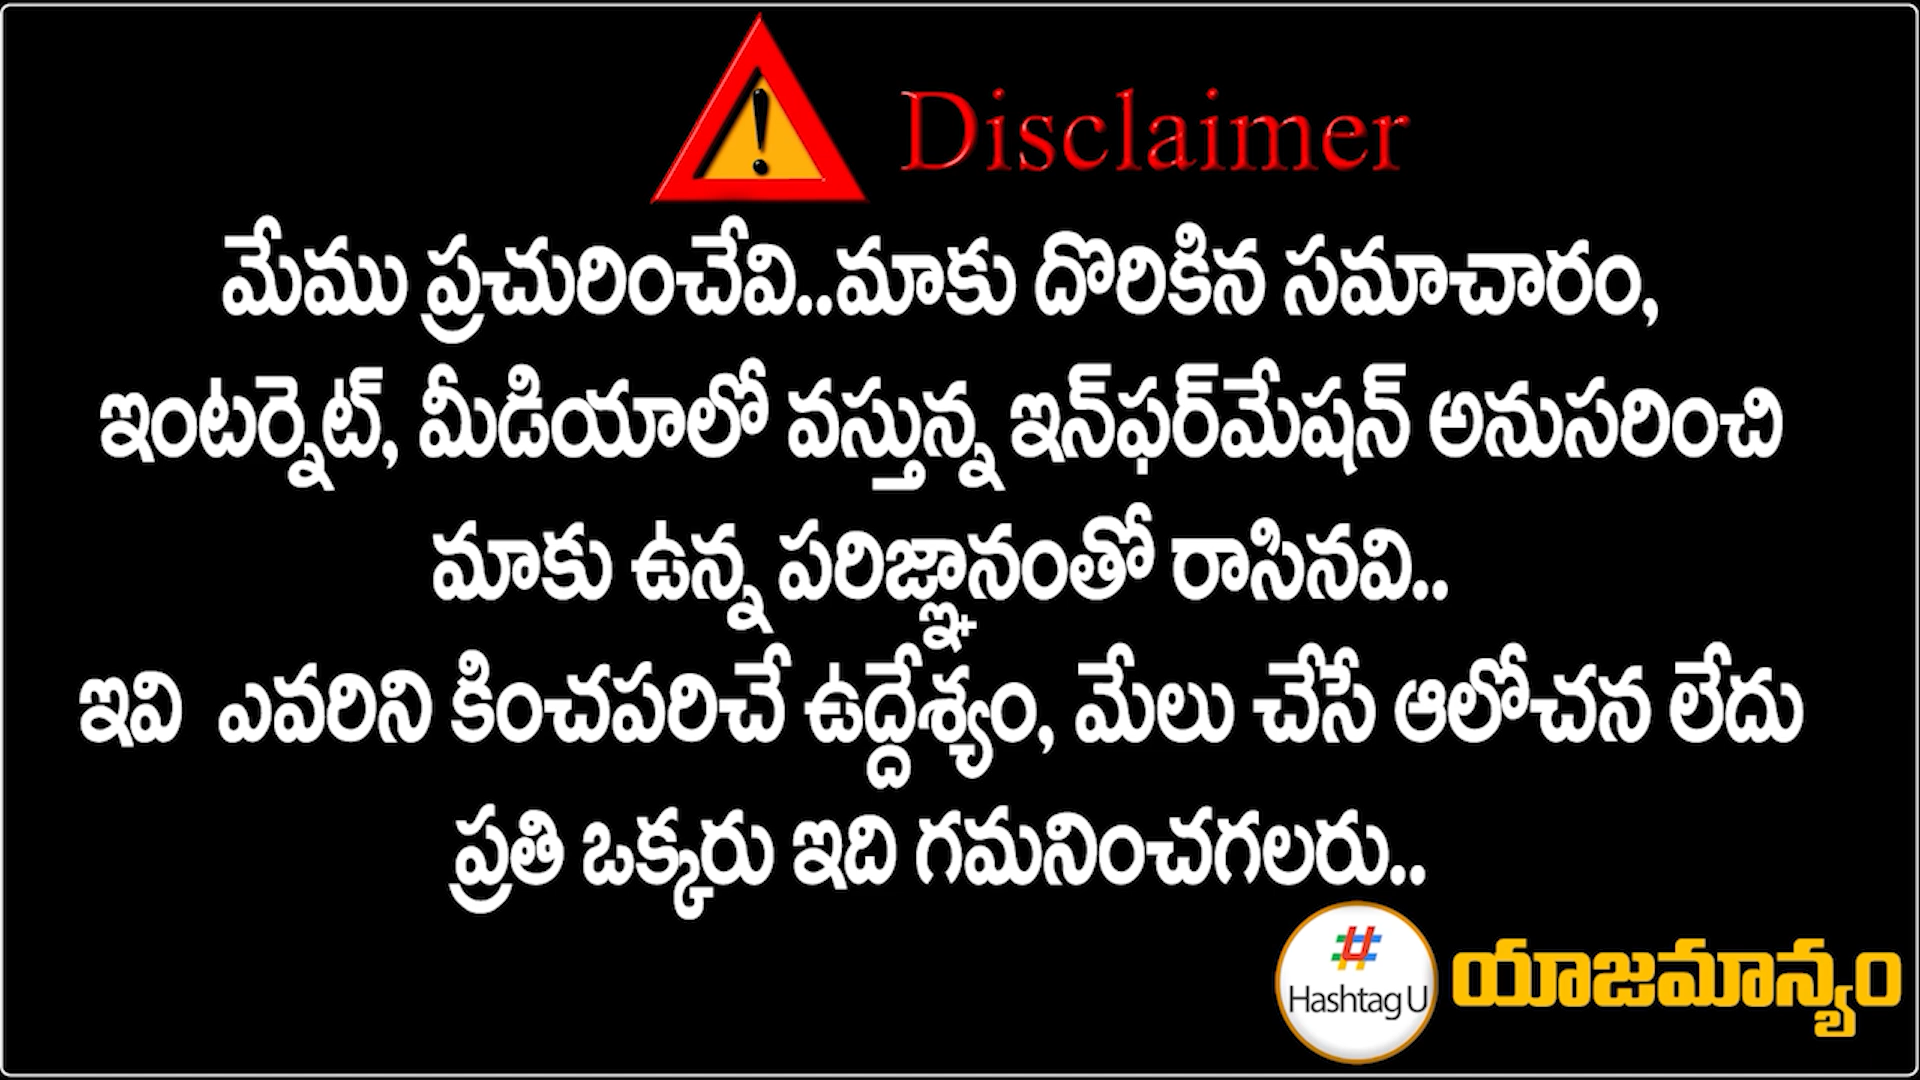 Disclaimer
మేము ప్రచురించేవి..మాకు దొరికిన సమాచారం,
ఇంటర్నెట్, మీడియాలో వస్తున్న ఇన్‌ఫర్‌మేషన్ అనుసరించి
మాకు ఉన్న పరిజ్ఞానంతో రాసినవి..
ఇవి ఎవరిని కించపరిచే ఉద్దేశ్యం, మేలు చేసే ఆలోచన లేదు
ప్రతి ఒక్కరు ఇది గమనించగలరు..
Hashtag U యాజమాన్యం